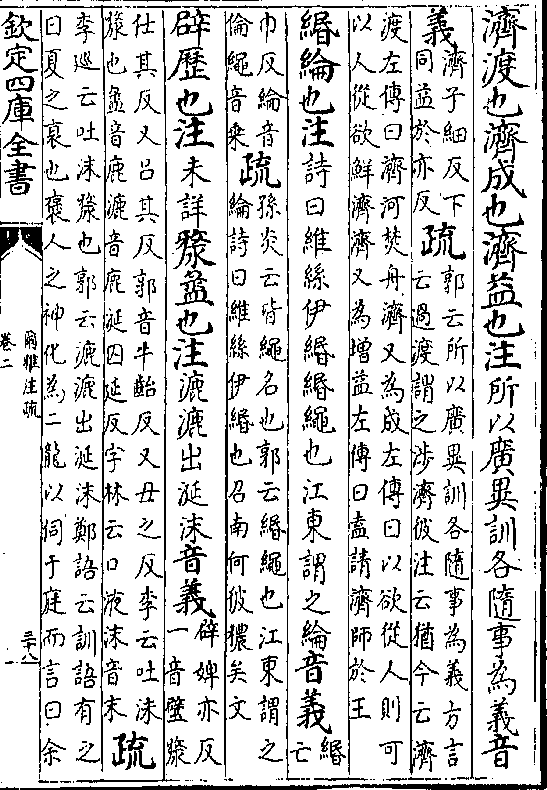 濟渡也濟成也濟益也注所以廣異訓各隨事為義音
義濟子細反下
同益於亦反疏郭云所以廣異訓各隨事為義方言
云過渡謂之涉濟彼注云猶今云濟
渡左傳曰濟河焚舟濟又為成左傳曰以欲從人則可
以人從欲鮮濟濟又為增益左傳曰盍請濟師於王
緡綸也注詩曰維絲伊緡緡繩也江東謂之綸音義緡
亡
巾反綸音
倫繩音乗疏孫炎云皆繩名也郭云緡繩也江東謂之
綸詩曰維絲伊緡也召南何彼襛矣文
辟歴也注未詳漦盝也注漉漉出涎沫音義辟婢亦反
一音壁漦
仕其反又吕其反郭音牛齝反又丑之反李云吐沫
漦也盝音鹿漉音鹿涎囚延反字林云口液沫音末疏
李廵云吐沫漦也郭云漉漉出涎沫鄭語云訓語有之
曰夏之衰也褒人之神化為二龍以伺于庭而言曰余
欽定四庫全書
爾雅注疏
卷二
三十八